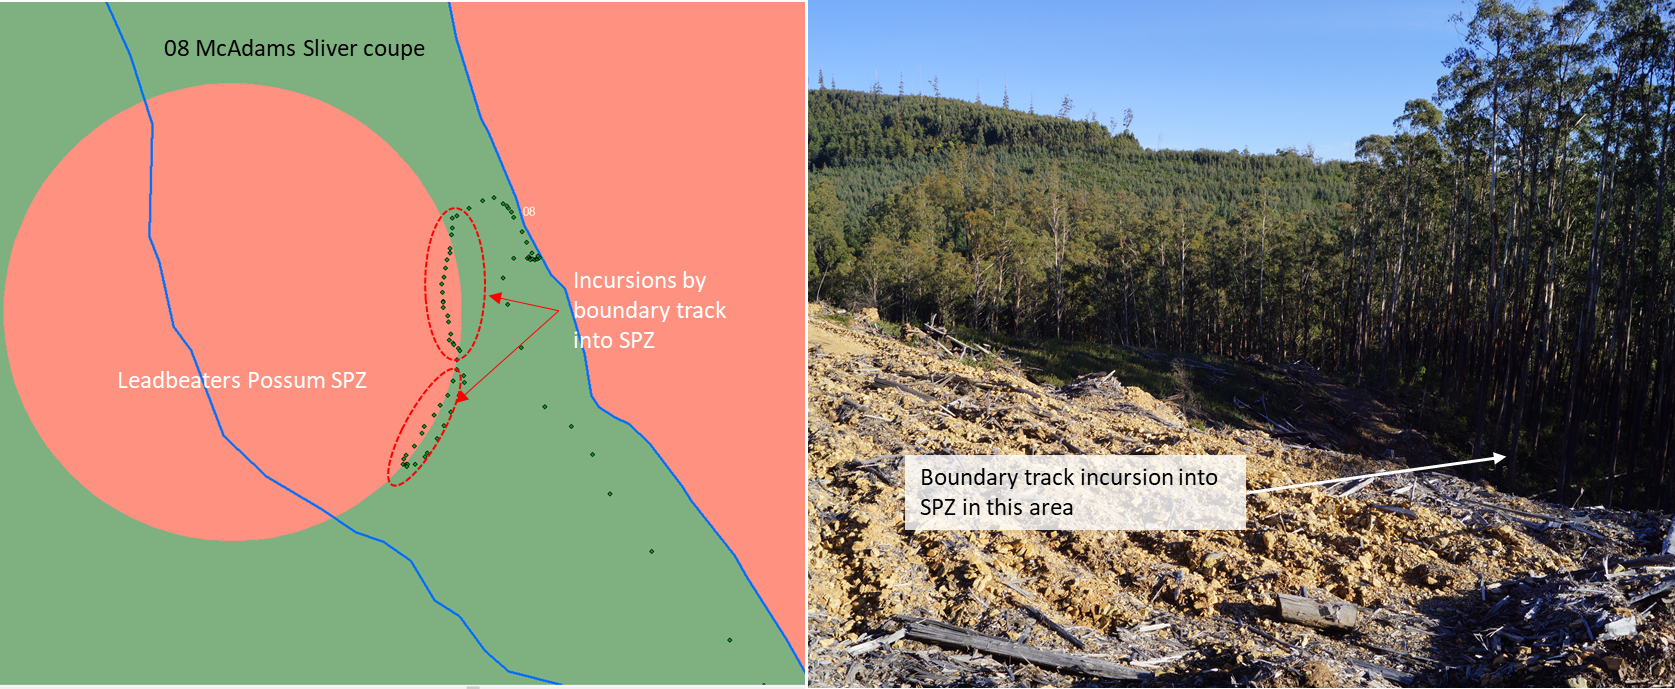 08 McAdams Sliver coupe
08
Incursions by
boundary track
into SPZ
Leadbeaters Possum SPZ
Boundary track incursion into
SPZ in this area